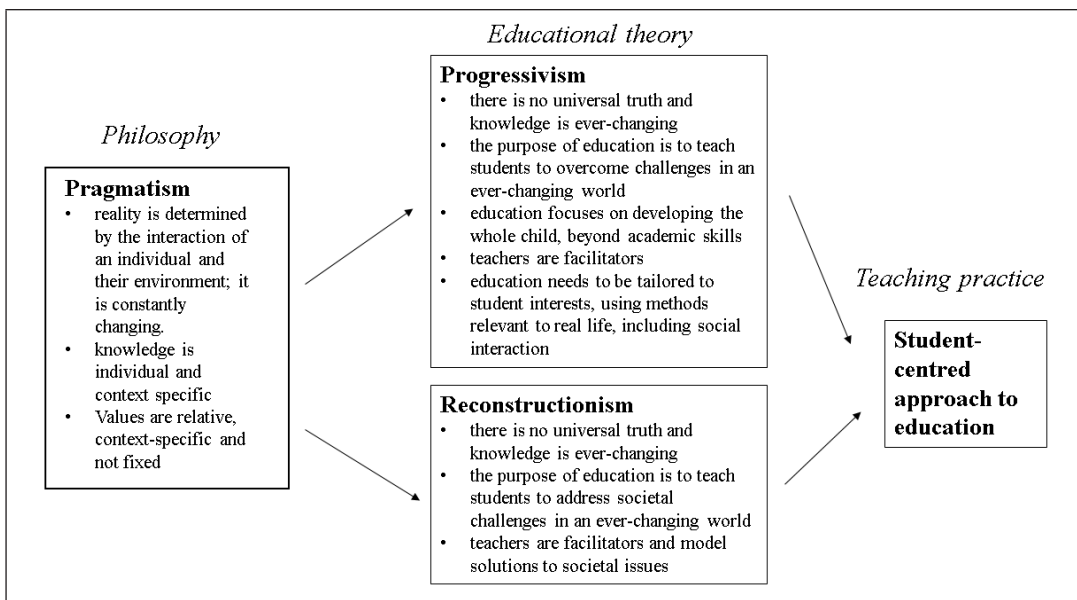 Philosophy
Pragmatism
• reality is determined
by the interaction of
an individual and
their environment; it
is constantly
changing.
• knowledge is
individual and
context specific
• Values are relative,
context-specific and
not fixed
Educational theory
Progressivism
• there is no universal truth and
knowledge is ever-changing
• the purpose of education is to teach
students to overcome challenges in an
ever-changing world
• education focuses on developing the
whole child, beyond academic skills
• teachers are facilitators
• education needs to be tailored to
student interests, using methods
relevant to real life, including social
interaction
Reconstructionism
• there is no universal truth and
knowledge is ever-changing
• the purpose of education is to teach
students to address societal
challenges in an ever-changing world
• teachers are facilitators and model
solutions to societal issues
Teaching practice
Student-
centred
approach to
education